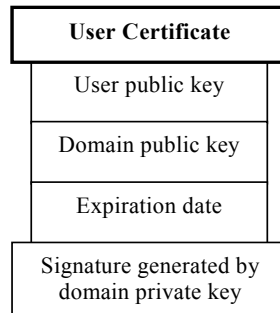 User Certificate
User public key
Domain public key
Expiration date
Signature generated by
domain private key